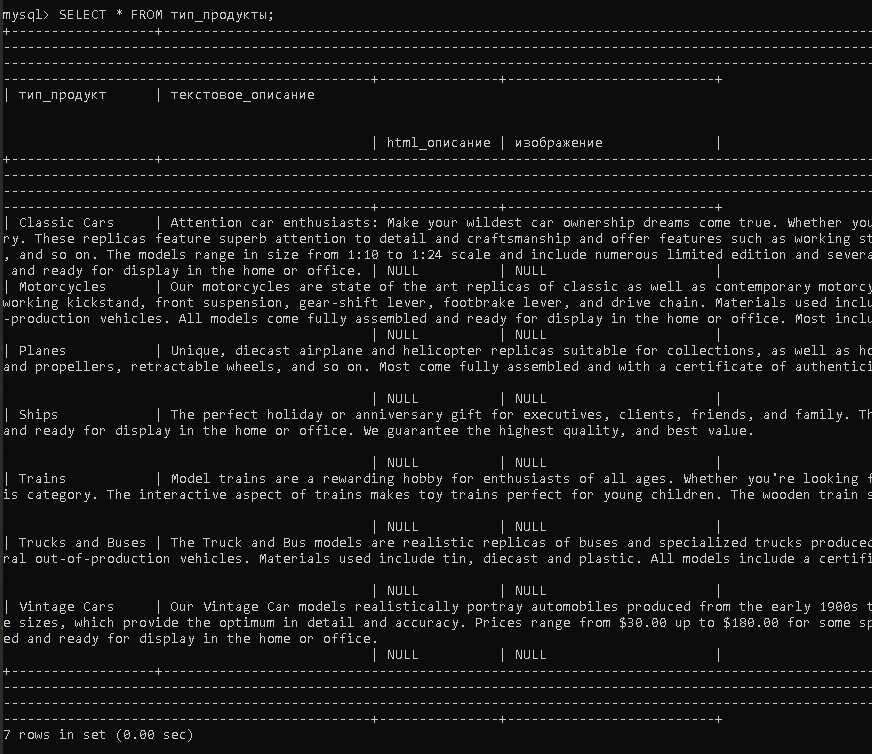 mysql> SELECT * FROM тип_продукты;
| тип_продукт | текстовое_описание
| html_описание | изображение |
| Classic Cars | Attention car enthusiasts: Make your wildest car ownership dreams come true. Whether you
ry. These replicas feature superb attention to detail and craftsmanship and offer features such as working st
, and so on. The models range in size from 1:10 to 1:24 scale and include numerous limited edition and severa
and ready for display in the home or office. | NULL | NULL |
| Motorcycles | Our motorcycles are state of the art replicas of classic as well as contemporary motorcy
working kickstand, front suspension, gear-shift lever, footbrake lever, and drive chain. Materials used inclu
-production vehicles. All models come fully assembled and ready for display in the home or office. Most inclu
| NULL | NULL |
| Planes | Unique, diecast airplane and helicopter replicas suitable for collections, as well as ho
and propellers, retractable wheels, and so on. Most come fully assembled and with a certificate of authentici
| NULL | NULL |
| Ships | The perfect holiday or anniversary gift for executives, clients, friends, and family. Th
and ready for display in the home or office. We guarantee the highest quality, and best value.
| NULL | NULL |
| Trains | Model trains are a rewarding hobby for enthusiasts of all ages. Whether you're looking f
is category. The interactive aspect of trains makes toy trains perfect for young children. The wooden train s
| NULL | NULL |
| Trucks and Buses | The Truck and Bus models are realistic replicas of buses and specialized trucks produced
ral out-of-production vehicles. Materials used include tin, diecast and plastic. All models include a certifi
| NULL | NULL |
| Vintage Cars | Our Vintage Car models realistically portray automobiles produced from the early 1900s t
e sizes, which provide the optimum in detail and accuracy. Prices range from $30.00 up to $180.00 for some sp
ed and ready for display in the home or office.
| NULL | NULL |
7 rows in set (0.00 sec)